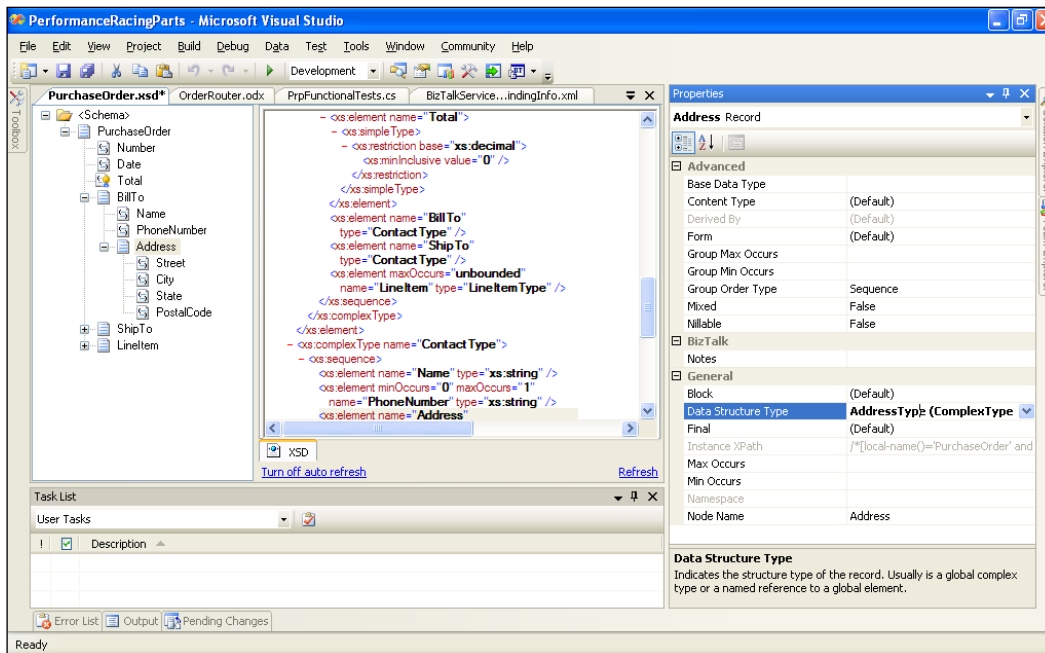 PerformanceRacingParts - Microsoft Visual Studio
File Edit View Project Build Debug Data Test Tools Window Community Help
Development
Toolbox
PurchaseOrder.xsd* OrderRouter.odx PrpFunctionalTests.cs BizTalkService...indingInfo.xml
<Schema>
PurchaseOrder
Number
Date
Total
BillTo
Name
PhoneNumber
Address
Street
City
State
PostalCode
ShipTo
LineItem
- <xs:element name="Total">
- <xs:simpleType>
- <xs:restriction base="xs:decimal">
<xs:minInclusive value="0" />
</xs:restriction>
</xs:simpleType>
</xs:element>
<xs:element name="BillTo"
type="ContactType" />
<xs:element name="ShipTo"
type="ContactType" />
<xs:element maxOccurs="unbounded"
name="LineItem" type="LineItemType" />
</xs:sequence>
</xs:complexType>
</xs:element>
- <xs:complexType name="ContactType">
- <xs:sequence>
<xs:element name="Name" type="xs:string" />
<xs:element minOccurs="0" maxOccurs="1"
name="PhoneNumber" type="xs:string" />
<xs:element name="Address"
XSD
Turn off auto refresh Refresh
Task List
User Tasks
! Description
Error List Output Pending Changes
Ready
Properties
Address Record
Advanced
Base Data Type
Content Type (Default)
Derived By (Default)
Form (Default)
Group Max Occurs
Group Min Occurs
Group Order Type Sequence
Mixed False
Nillable False
BizTalk
Notes
General
Block (Default)
Data Structure Type AddressType (ComplexType
Final (Default)
Instance XPath /*[local-name()='PurchaseOrder' and
Max Occurs
Min Occurs
Namespace
Node Name Address
Data Structure Type
Indicates the structure type of the record. Usually is a global complex
type or a named reference to a global element.